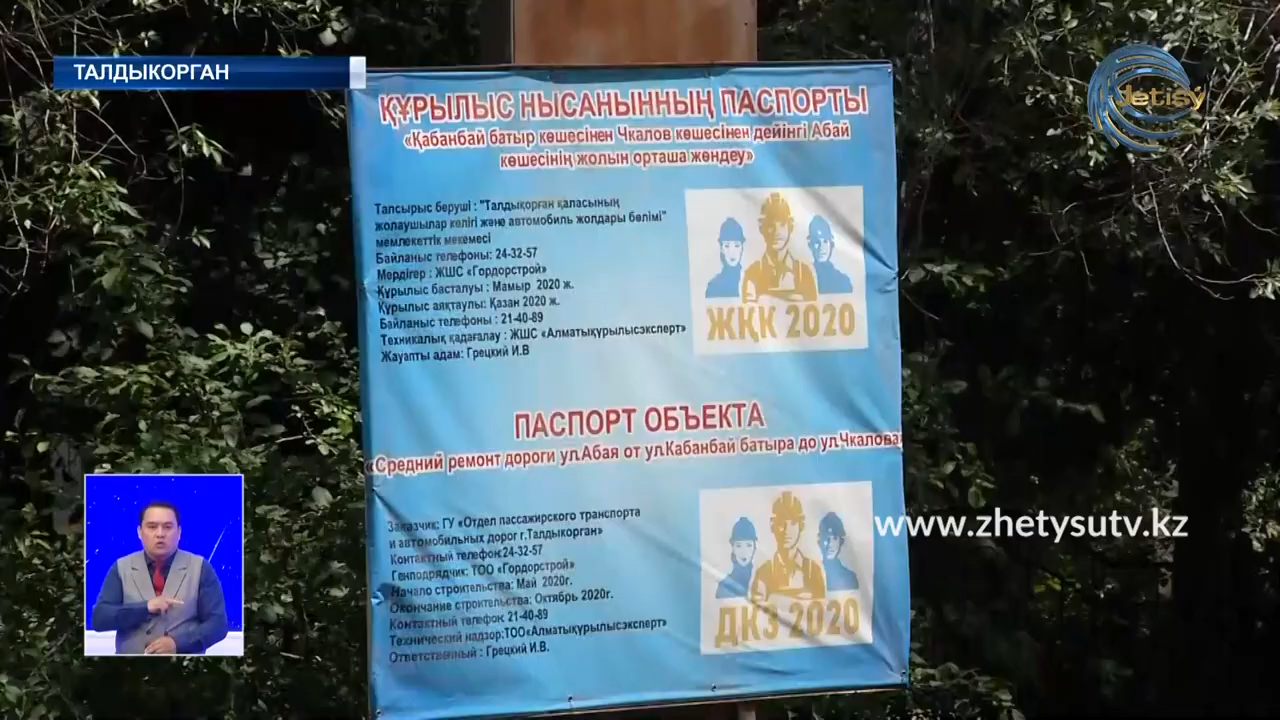 ТАЛДЫКОРГАН
Jetisý
ҚҰРЫЛЫС НЫСАНЫННЫҢ ПАСПОРТЫ
«Қабанбай батыр көшесінен Чкалов көшесінен дейінгі Абай
көшесінің жолын орташа жөндеу»
Тапсырыс беруші : "Талдықорған қаласының
жолаушылар көлігі және автомобиль жолдары бөлімі"
мемлекеттік мекемесі
Байланыс телефоны: 24-32-57
Мердігер : ЖШС «Гордорстрой»
Құрылыс басталуы : Мамыр 2020 ж.
Құрылыс аяқтаулы: Қазан 2020 ж.
Байланыс телефоны : 21-40-89
Техникалық қадағалау : ЖШС «Алматықұрылысэксперт»
Жауапты адам: Грецкий И.В
ЖҚК 2020
ПАСПОРТ ОБЪЕКТА
«Средний ремонт дороги ул.Абая от ул.Кабанбай батыра до ул.Чкалова»
Заказчик: ГУ «Отдел пассажирского транспорта
и автомобильных дорог г.Талдыкорган»
Контактный телефон:24-32-57
Генподрядчик: ТОО «Гордорстрой»
Начало строительства: Май 2020г.
Окончание строительства: Октябрь 2020г.
Контактный телефон: 21-40-89
Технический надзор:ТОО«Алматықұрылысэксперт»
Ответственный : Грецкий И.В.
ДКЗ 2020
www.zhetysutv.kz